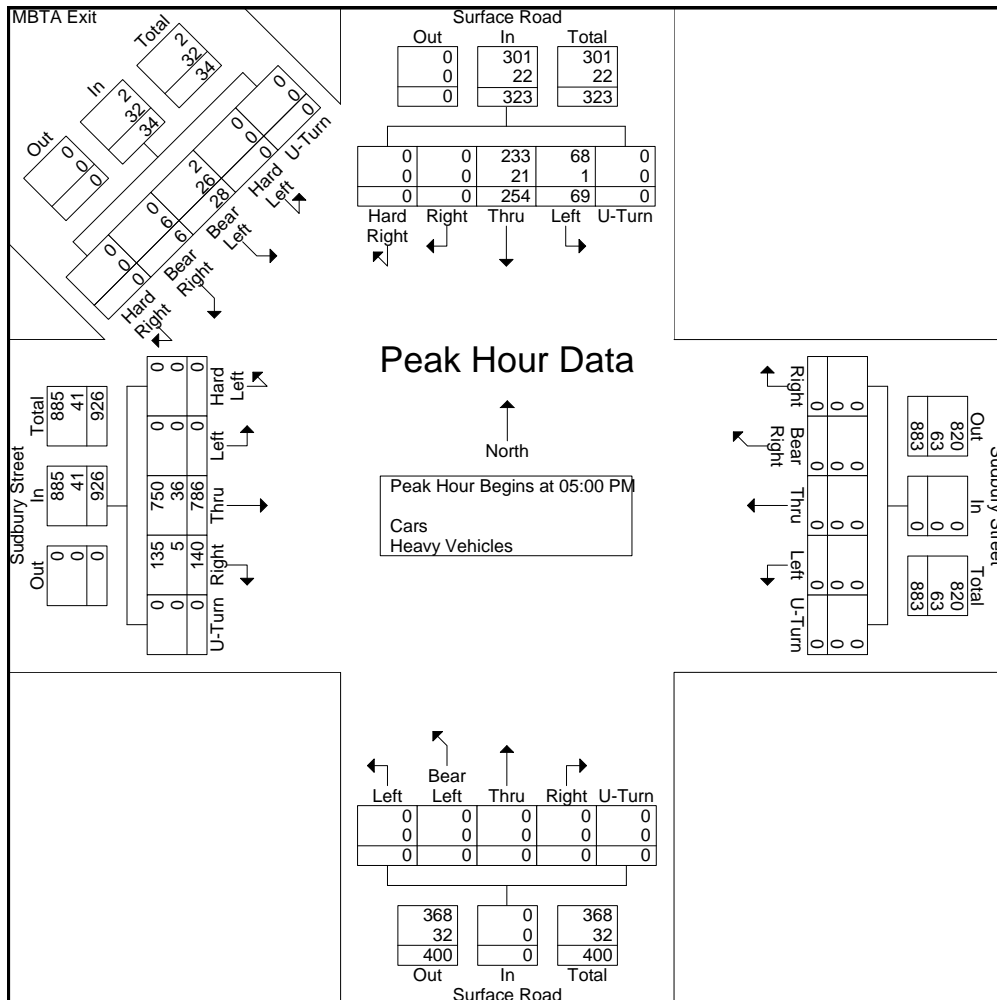 MBTA Exit
Total
2
32
34
In
2
32
34
Out
0
0
0
0 0 2 0 0
0 6 26 0 0
0 6 28 0 0
Hard Right
Bear Right
Bear Left
Hard Left
U-Turn
Surface Road
Out In Total
0 301 301
0 22 22
0 323 323
0 0 233 68 0
0 0 21 1 0
0 0 254 69 0
Hard Right
Right
Thru
Left
U-Turn
Peak Hour Data
North
Peak Hour Begins at 05:00 PM
Cars
Heavy Vehicles
Sudbury Street
Out In Total
0 885 885
0 41 41
0 926 926
0 135 750 0 0
0 5 36 0 0
0 140 786 0 0
U-Turn
Right
Thru
Left
Hard Left
Right
Bear Right
Thru
Left
U-Turn
0 0 0 0 0
0 0 0 0 0
0 0 0 0 0
Out In Total
820 0 820
63 0 63
883 0 883
Sudbury Street
Left
Bear Left
Thru
Right
U-Turn
0 0 0 0 0
0 0 0 0 0
0 0 0 0 0
368 0 368
32 0 32
400 0 400
Out In Total
Surface Road